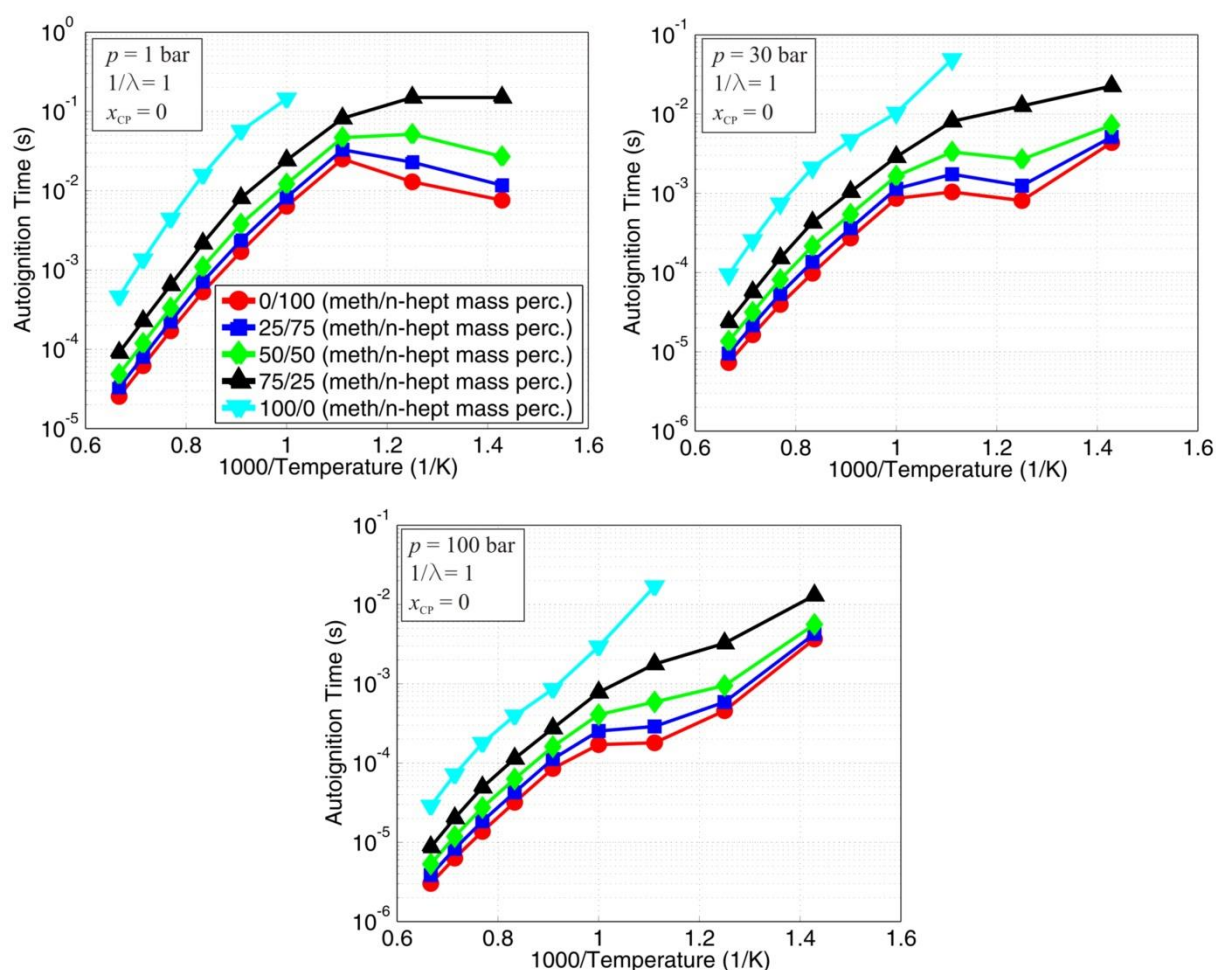 10^0
10^-1
10^-2
10^-3
10^-4
10^-5
Autoignition Time (s)
p = 1 bar
1/λ = 1
x_CP = 0
0/100 (meth/n-hept mass perc.)
25/75 (meth/n-hept mass perc.)
50/50 (meth/n-hept mass perc.)
75/25 (meth/n-hept mass perc.)
100/0 (meth/n-hept mass perc.)
0.6 0.8 1 1.2 1.4 1.6
1000/Temperature (1/K)
10^-1
10^-2
10^-3
10^-4
10^-5
10^-6
Autoignition Time (s)
p = 30 bar
1/λ = 1
x_CP = 0
0.6 0.8 1 1.2 1.4 1.6
1000/Temperature (1/K)
10^-1
10^-2
10^-3
10^-4
10^-5
10^-6
Autoignition Time (s)
p = 100 bar
1/λ = 1
x_CP = 0
0.6 0.8 1 1.2 1.4 1.6
1000/Temperature (1/K)